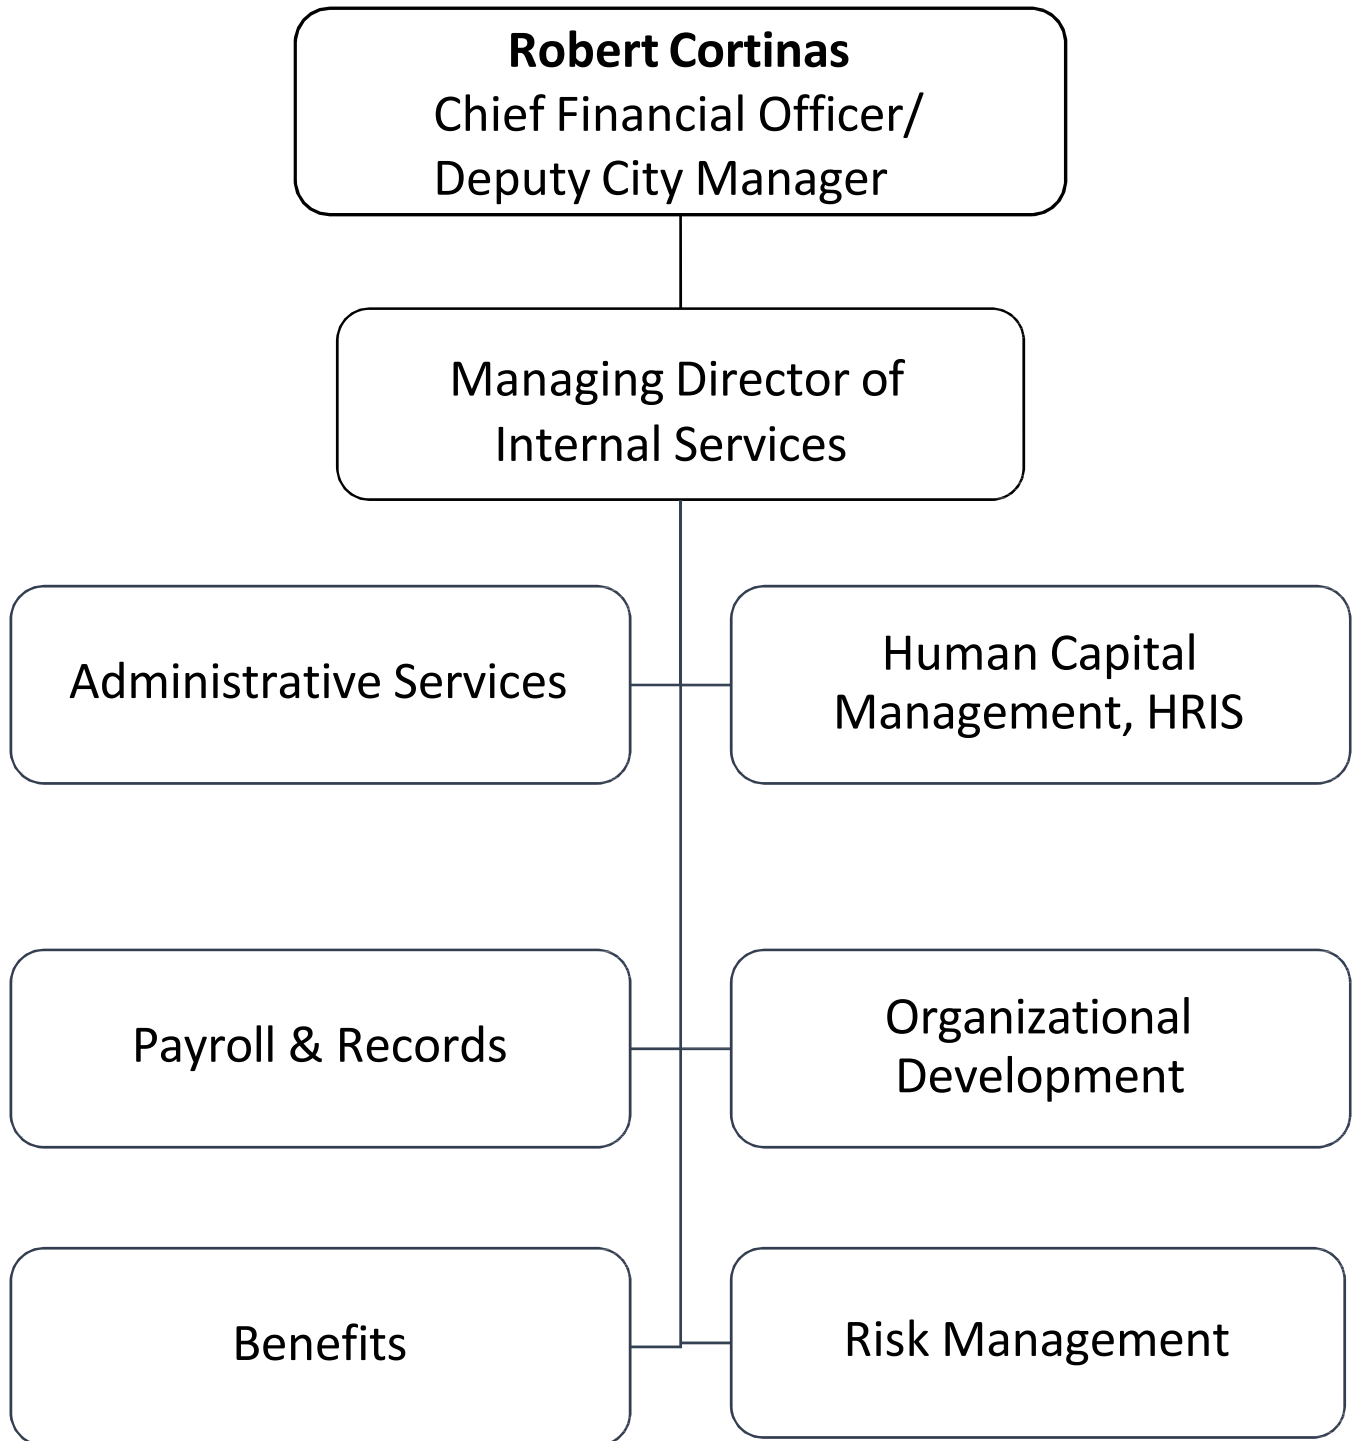 Robert Cortinas
Chief Financial Officer/
Deputy City Manager
Managing Director of
Internal Services
Administrative Services
Human Capital
Management, HRIS
Payroll & Records
Organizational
Development
Benefits
Risk Management